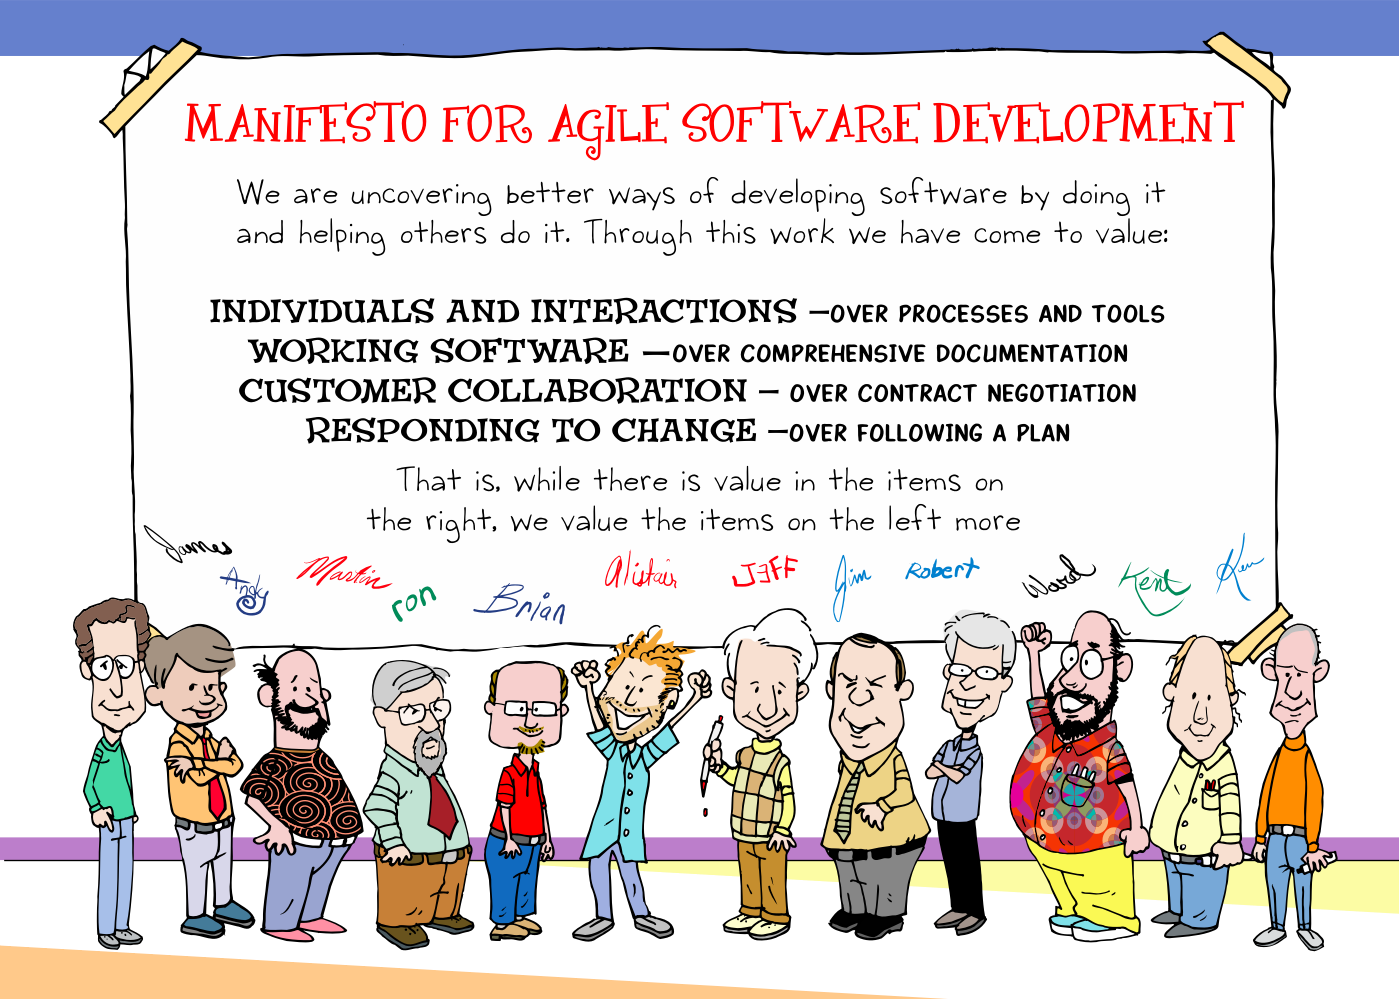 MANIFESTO FOR AGILE SOFTWARE DEVELOPMENT
We are uncovering better ways of developing software by doing it
and helping others do it. Through this work we have come to value:
INDIVIDUALS AND INTERACTIONS —OVER PROCESSES AND TOOLS
WORKING SOFTWARE —OVER COMPREHENSIVE DOCUMENTATION
CUSTOMER COLLABORATION — OVER CONTRACT NEGOTIATION
RESPONDING TO CHANGE —OVER FOLLOWING A PLAN
That is, while there is value in the items on
the right, we value the items on the left more
James Andy Martin ron Brian Alistair JEFF Jim Robert Ward Kent Ken